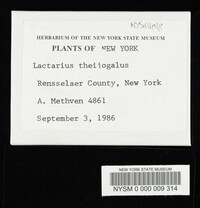 HERBARIUM OF THE NEW YORK STATE MUSEUM
PLANTS OF NEW YORK
Lactarius theijogalus
Rensselaer County, New York
A. Methven 4861
September 3, 1986
NEW YORK STATE MUSEUM
NYSM 0 000 009 314